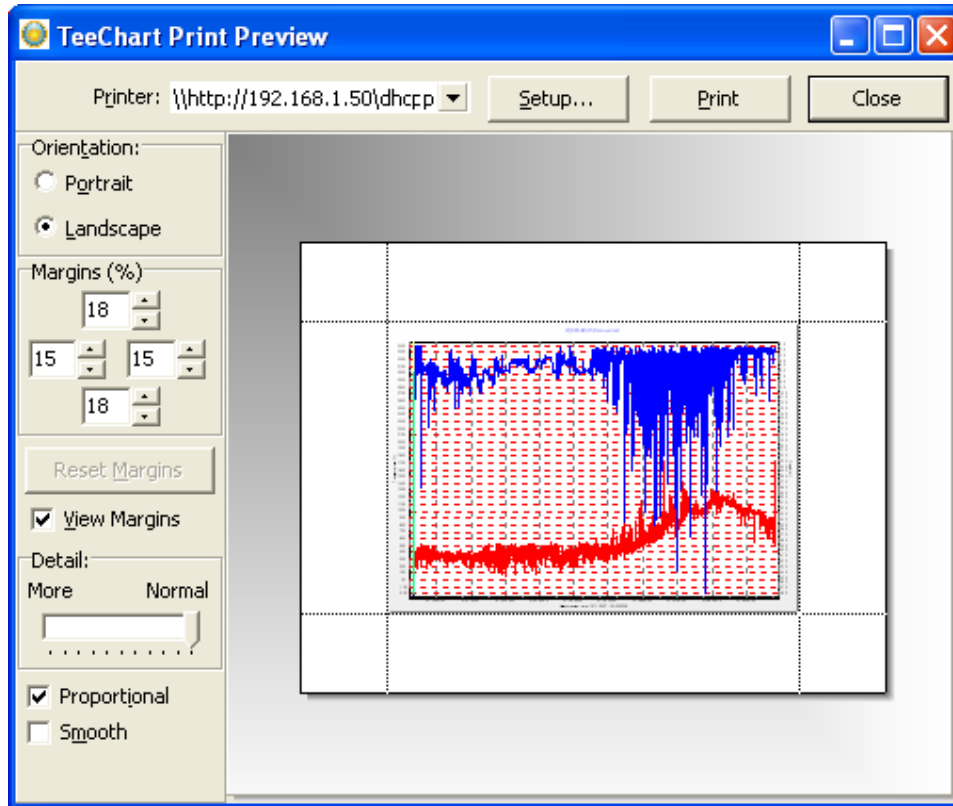 TeeChart Print Preview
Printer: \\http://192.168.1.50\dhcpp Setup... Print Close
Orientation:
Portrait
Landscape
Margins (%)
18
15 15
18
Reset Margins
View Margins
Detail:
More Normal
Proportional
Smooth